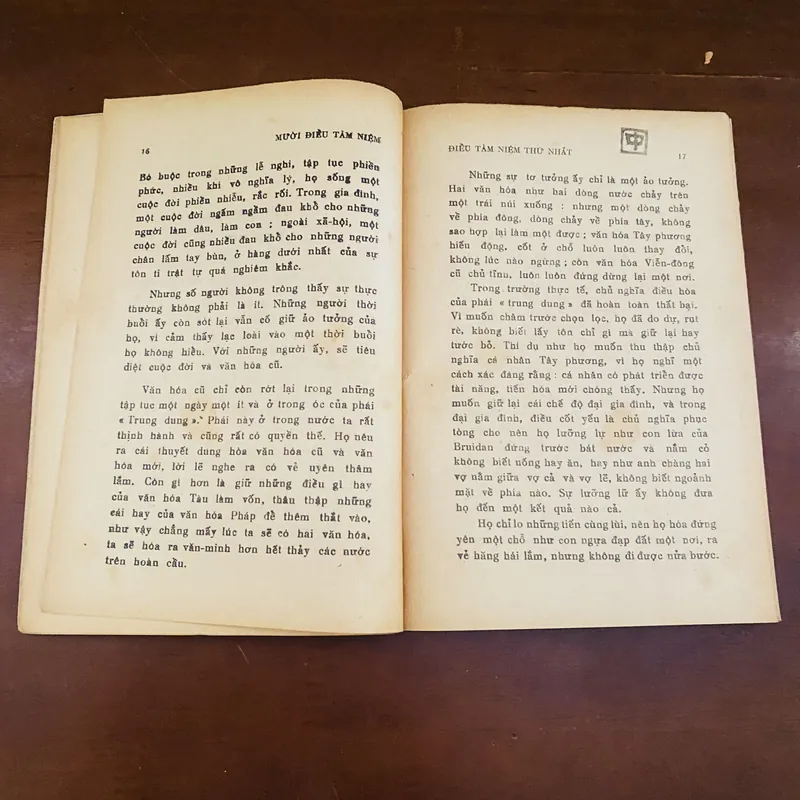 16
MƯỜI ĐIỀU TÂM NIỆM
Bó buộc trong những lễ nghi, tập tục phiền
phức, nhiều khi vô nghĩa lý, họ sống một
cuộc đời phiền nhiễu, rắc rối. Trong gia đình,
một cuộc đời ngấm ngầm đau khổ cho những
người làm dâu, làm con ; ngoài xã-hội, một
cuộc đời cũng nhiều đau khổ cho những người
chân lấm tay bùn, ở hàng dưới nhất của sự
tôn ti trật tự quá nghiêm khắc.
Nhưng số người không trông thấy sự thực
thường không phải là ít. Những người thời
buổi ấy còn sót lại vẫn cố giữ ảo tưởng của
họ, vì cảm thấy lạc loài vào một thời buổi
họ không hiểu. Với những người ấy, sẽ tiêu
diệt cuộc đời và văn hóa cũ.
Văn hóa cũ chỉ còn rớt lại trong những
tập tục một ngày một ít và ở trong óc của phái
« Trung dung ». Phái này ở trong nước ta rất
thịnh hành và cũng rất có quyền thế. Họ nêu
ra cái thuyết dung hòa văn hóa cũ và văn
hóa mới, lời lẽ nghe ra có vẻ uyên thâm
lắm. Còn gì hơn là giữ những điều gì hay
của văn hóa Tàu làm vốn, thâu thập những
cái hay của văn hóa Pháp để thêm thắt vào,
như vậy chẳng mấy lúc ta sẽ có hai văn hóa,
ta sẽ hóa ra văn-minh hơn hết thảy các nước
trên hoàn cầu.
ĐIỀU TÂM NIỆM THỨ NHẤT
中
17
Những sự tơ tưởng ấy chỉ là một ảo tưởng.
Hai văn hóa như hai dòng nước chảy trên
một trái núi xuống : nhưng một dòng chảy
về phía đông, dòng chảy về phía tây, không
sao hợp lại làm một được ; văn hóa Tây phương
hiếu động, cốt ở chỗ luôn luôn thay đổi,
không lúc nào ngừng ; còn văn hóa Viễn-đông
cũ chủ tĩnh, luôn luôn đứng dừng lại một nơi.
Trong trường thực tế, chủ nghĩa điều hòa
của phái « trung dung » đã hoàn toàn thất bại.
Vì muốn châm trước chọn lọc, họ đã do dự, rụt
rè, không biết lấy tôn chỉ gì mà giữ lại hay
tước bỏ. Thí dụ như họ muốn thu thập chủ
nghĩa cá nhân Tây phương, vì họ nghĩ một
cách xác đáng rằng : cá nhân có phát triển được
tài năng, tiến hóa mới chóng thấy. Nhưng họ
muốn giữ lại cái chế độ đại gia đình, và trong
đại gia đình, điều cốt yếu là chủ nghĩa phục
tòng cho nên họ lưỡng lự như con lừa của
Bruidan đứng trước bát nước và nắm cỏ
không biết uống hay ăn, hay như anh chàng hai
vợ nằm giữa vợ cả và vợ lẽ, không biết ngoảnh
mặt về phía nào. Sự lưỡng lữ ấy không đưa
họ đến một kết quả nào cả.
Họ chỉ lo những tiến cùng lùi, nên họ hóa đứng
yên một chỗ như con ngựa đạp đất một nơi, ra
vẻ hăng hái lắm, nhưng không đi được nửa bước.